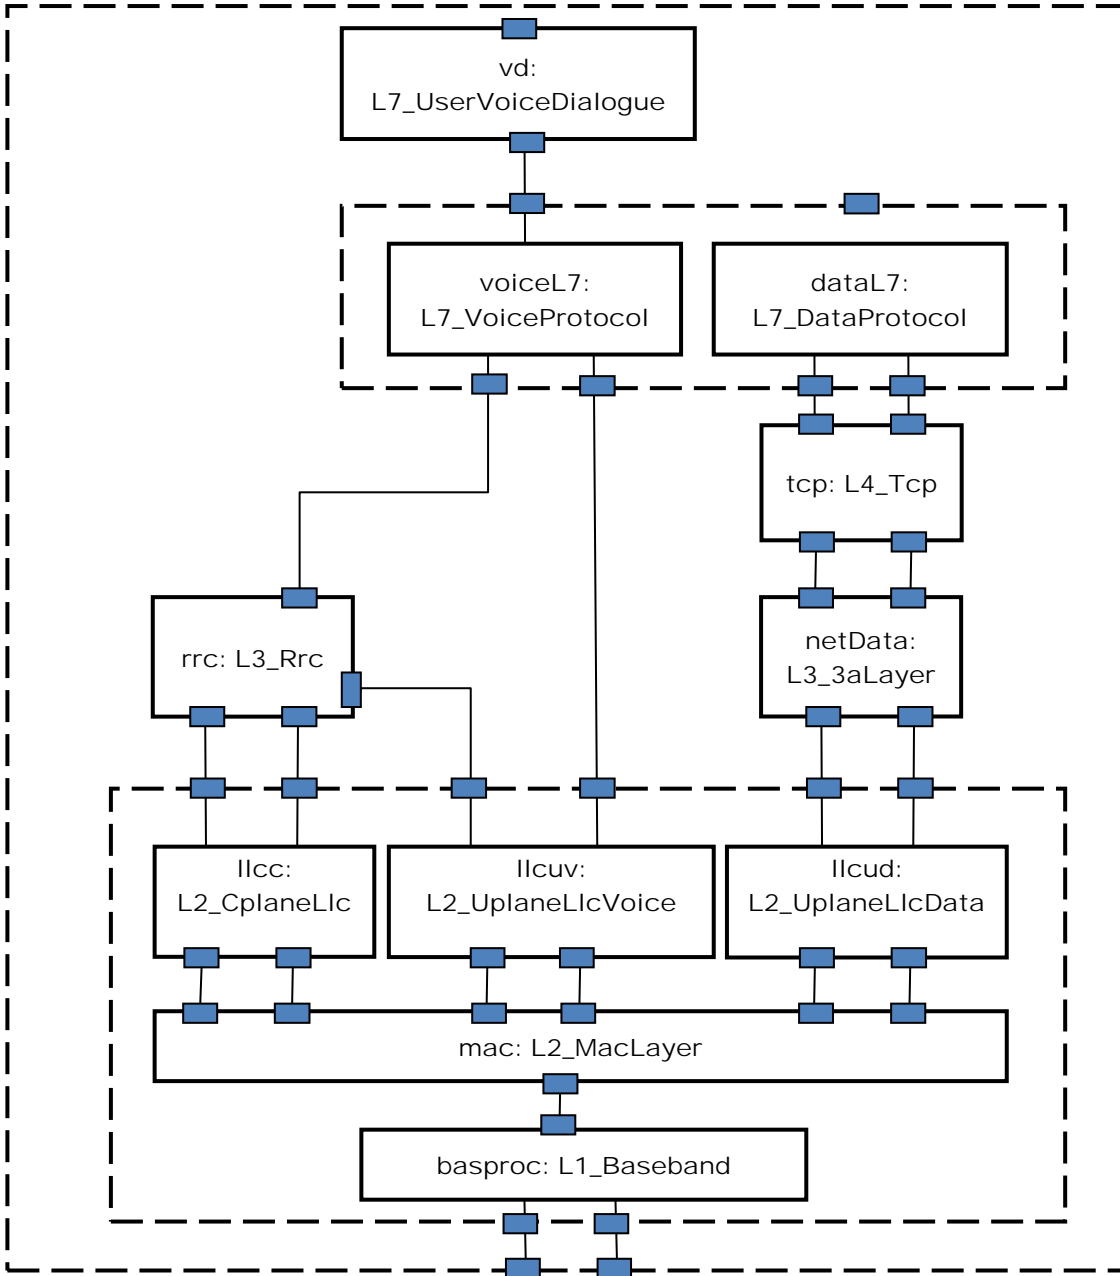 vd:
L7_UserVoiceDialogue
voiceL7:
L7_VoiceProtocol
dataL7:
L7_DataProtocol
tcp: L4_Tcp
rrc: L3_Rrc
netData:
L3_3aLayer
llcc:
L2_CplaneLlc
llcuv:
L2_UplaneLlcVoice
llcud:
L2_UplaneLlcData
mac: L2_MacLayer
basproc: L1_Baseband